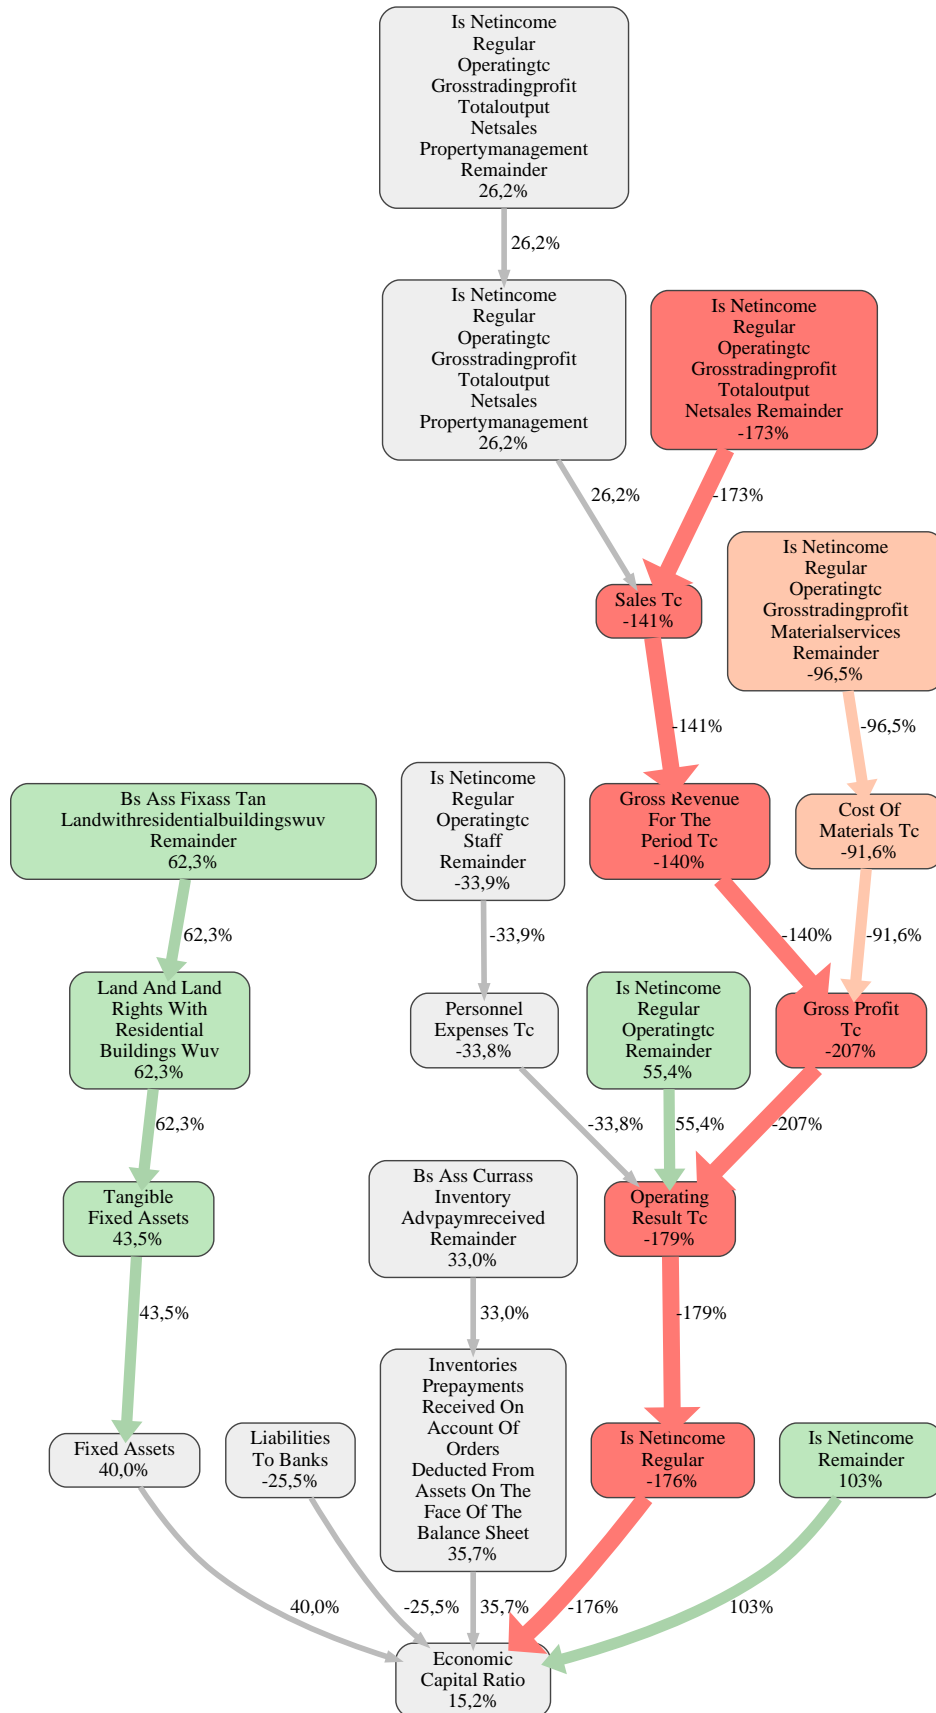 Is Netincome
Regular
Operatingtc
Grosstradingprofit
Totaloutput
Netsales
Propertymanagement
Remainder
26,2%
26,2%
Is Netincome
Regular
Operatingtc
Grosstradingprofit
Totaloutput
Netsales
Propertymanagement
26,2%
Is Netincome
Regular
Operatingtc
Grosstradingprofit
Totaloutput
Netsales Remainder
-173%
26,2%
-173%
Is Netincome
Regular
Operatingtc
Grosstradingprofit
Materialservices
Remainder
-96,5%
Sales Tc
-141%
-141%
-96,5%
Bs Ass Fixass Tan
Landwithresidentialbuildingswuv
Remainder
62,3%
Is Netincome
Regular
Operatingtc
Staff
Remainder
-33,9%
Gross Revenue
For The
Period Tc
-140%
Cost Of
Materials Tc
-91,6%
62,3%
-33,9%
-140%
-91,6%
Land And Land
Rights With
Residential
Buildings Wuv
62,3%
Personnel
Expenses Tc
-33,8%
Is Netincome
Regular
Operatingtc
Remainder
55,4%
Gross Profit
Tc
-207%
62,3%
-33,8%
55,4%
-207%
Tangible
Fixed Assets
43,5%
Bs Ass Currass
Inventory
Advpaymreceived
Remainder
33,0%
Operating
Result Tc
-179%
43,5%
33,0%
-179%
Fixed Assets
40,0%
Liabilities
To Banks
-25,5%
Inventories
Prepayments
Received On
Account Of
Orders
Deducted From
Assets On The
Face Of The
Balance Sheet
35,7%
Is Netincome
Regular
-176%
Is Netincome
Remainder
103%
40,0%
-25,5%
35,7%
-176%
103%
Economic
Capital Ratio
15,2%